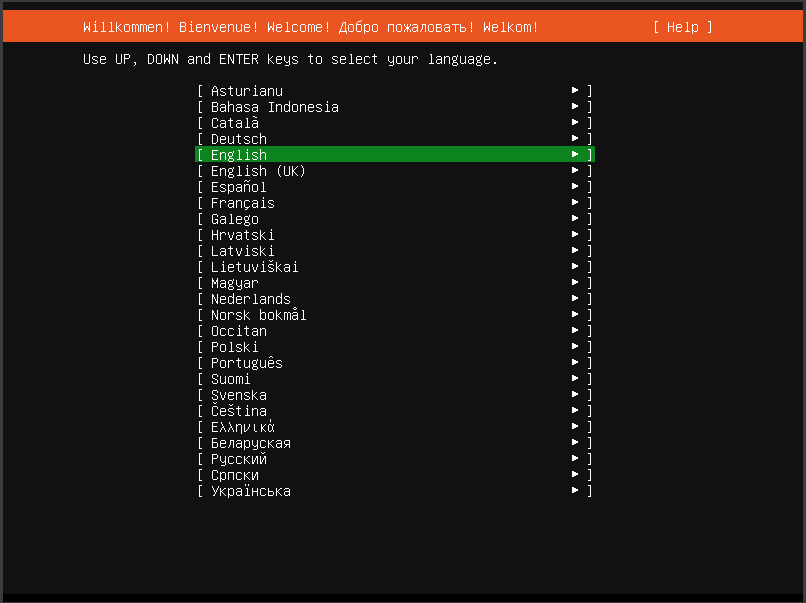 Willkommen! Bienvenue! Welcome! Добро пожаловать! Welkom! [ Help ]
Use UP, DOWN and ENTER keys to select your language.
[ Asturianu ► ]
[ Bahasa Indonesia ► ]
[ Català ► ]
[ Deutsch ► ]
[ English ► ]
[ English (UK) ► ]
[ Español ► ]
[ Français ► ]
[ Galego ► ]
[ Hrvatski ► ]
[ Latviski ► ]
[ Lietuviškai ► ]
[ Magyar ► ]
[ Nederlands ► ]
[ Norsk bokmål ► ]
[ Occitan ► ]
[ Polski ► ]
[ Português ► ]
[ Suomi ► ]
[ Svenska ► ]
[ Čeština ► ]
[ Ελληνικά ► ]
[ Беларуская ► ]
[ Русский ► ]
[ Српски ► ]
[ Українська ► ]